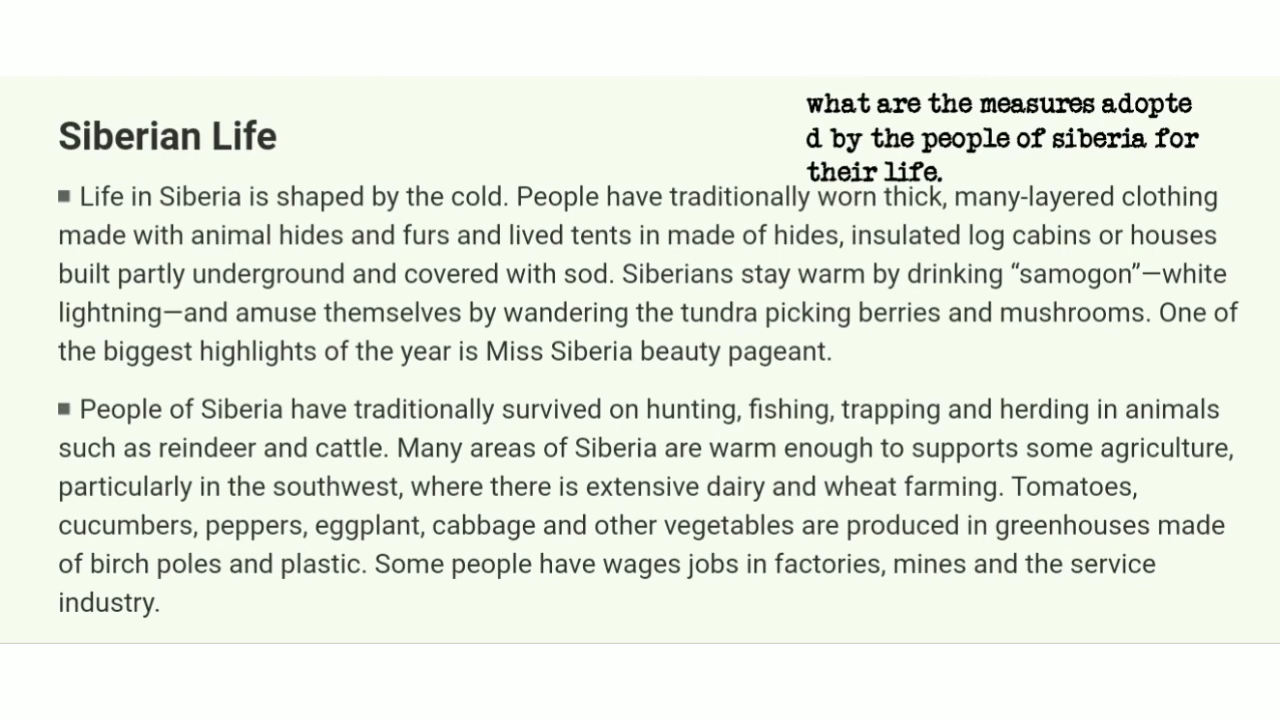 what are the measures adopte
d by the people of siberia for
their life.
Siberian Life
▪ Life in Siberia is shaped by the cold. People have traditionally worn thick, many-layered clothing
made with animal hides and furs and lived tents in made of hides, insulated log cabins or houses
built partly underground and covered with sod. Siberians stay warm by drinking “samogon”—white
lightning—and amuse themselves by wandering the tundra picking berries and mushrooms. One of
the biggest highlights of the year is Miss Siberia beauty pageant.
▪ People of Siberia have traditionally survived on hunting, fishing, trapping and herding in animals
such as reindeer and cattle. Many areas of Siberia are warm enough to supports some agriculture,
particularly in the southwest, where there is extensive dairy and wheat farming. Tomatoes,
cucumbers, peppers, eggplant, cabbage and other vegetables are produced in greenhouses made
of birch poles and plastic. Some people have wages jobs in factories, mines and the service
industry.